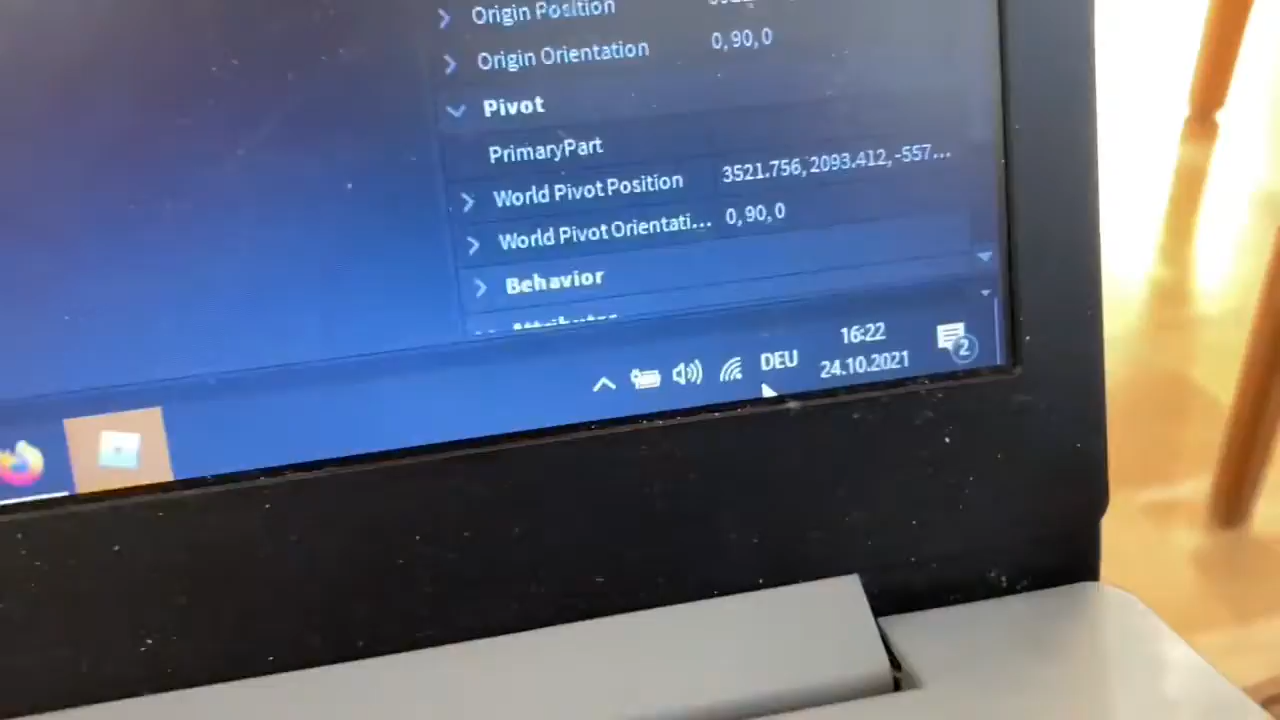 Origin Position
Origin Orientation 0, 90, 0
Pivot
PrimaryPart
World Pivot Position 3521.756, 2093.412, -557...
World Pivot Orientati... 0, 90, 0
Behavior
Attributes
DEU
16:22
24.10.2021
2